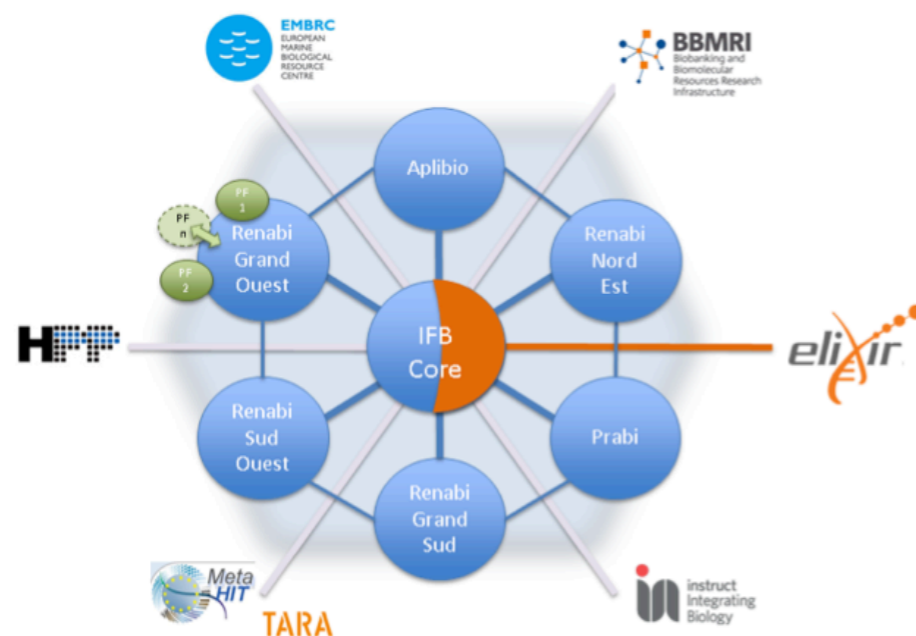 EMBRC
EUROPEAN
MARINE
BIOLOGICAL
RESOURCE
CENTRE
BBMRI
Biobanking and
Biomolecular
Resources Research
Infrastructure
Aplibio
PF
1
PF
n
PF
2
Renabi
Grand
Ouest
Renabi
Nord
Est
IFB
Core
HPP
elixir
Renabi
Sud
Ouest
Prabi
Renabi
Grand
Sud
Meta
HIT
TARA
in
instruct
Integrating
Biology